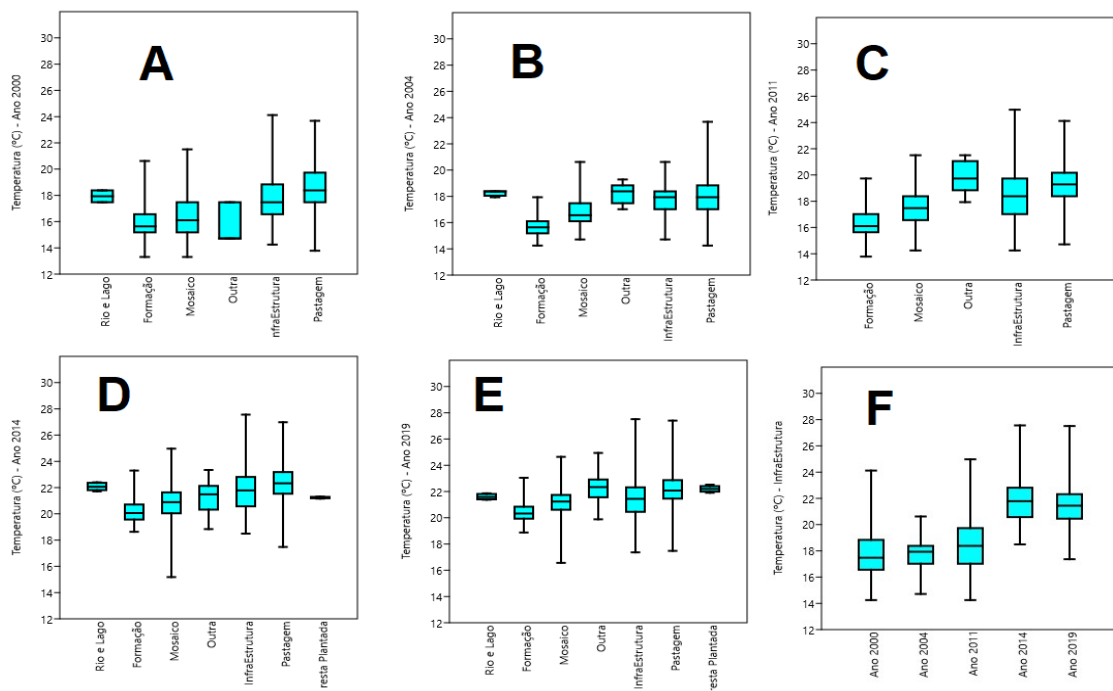 A
Temperatura (ºC) - Ano 2000
32
30
28
26
24
22
20
18
16
14
12
Rio e Lago
Formação
Mosaico
Outra
nfraEstrutura
Pastagem
B
Temperatura (ºC) - Ano 2004
32
30
28
26
24
22
20
18
16
14
12
Rio e Lago
Formação
Mosaico
Outra
InfraEstrutura
Pastagem
C
Temperatura (ºC) - Ano 2011
30
28
26
24
22
20
18
16
14
12
Formação
Mosaico
Outra
InfraEstrutura
Pastagem
D
Temperatura (ºC) - Ano 2014
30
28
26
24
22
20
18
16
14
12
Rio e Lago
Formação
Mosaico
Outra
InfraEstrutura
Pastagem
resta Plantada
E
Temperatura (ºC) - Ano 2019
30
28
26
24
22
20
18
16
14
12
Rio e Lago
Formação
Mosaico
Outra
InfraEstrutura
Pastagem
resta Plantada
F
Temperatura (ºC) - InfraEstrutura
30
28
26
24
22
20
18
16
14
12
Ano 2000
Ano 2004
Ano 2011
Ano 2014
Ano 2019